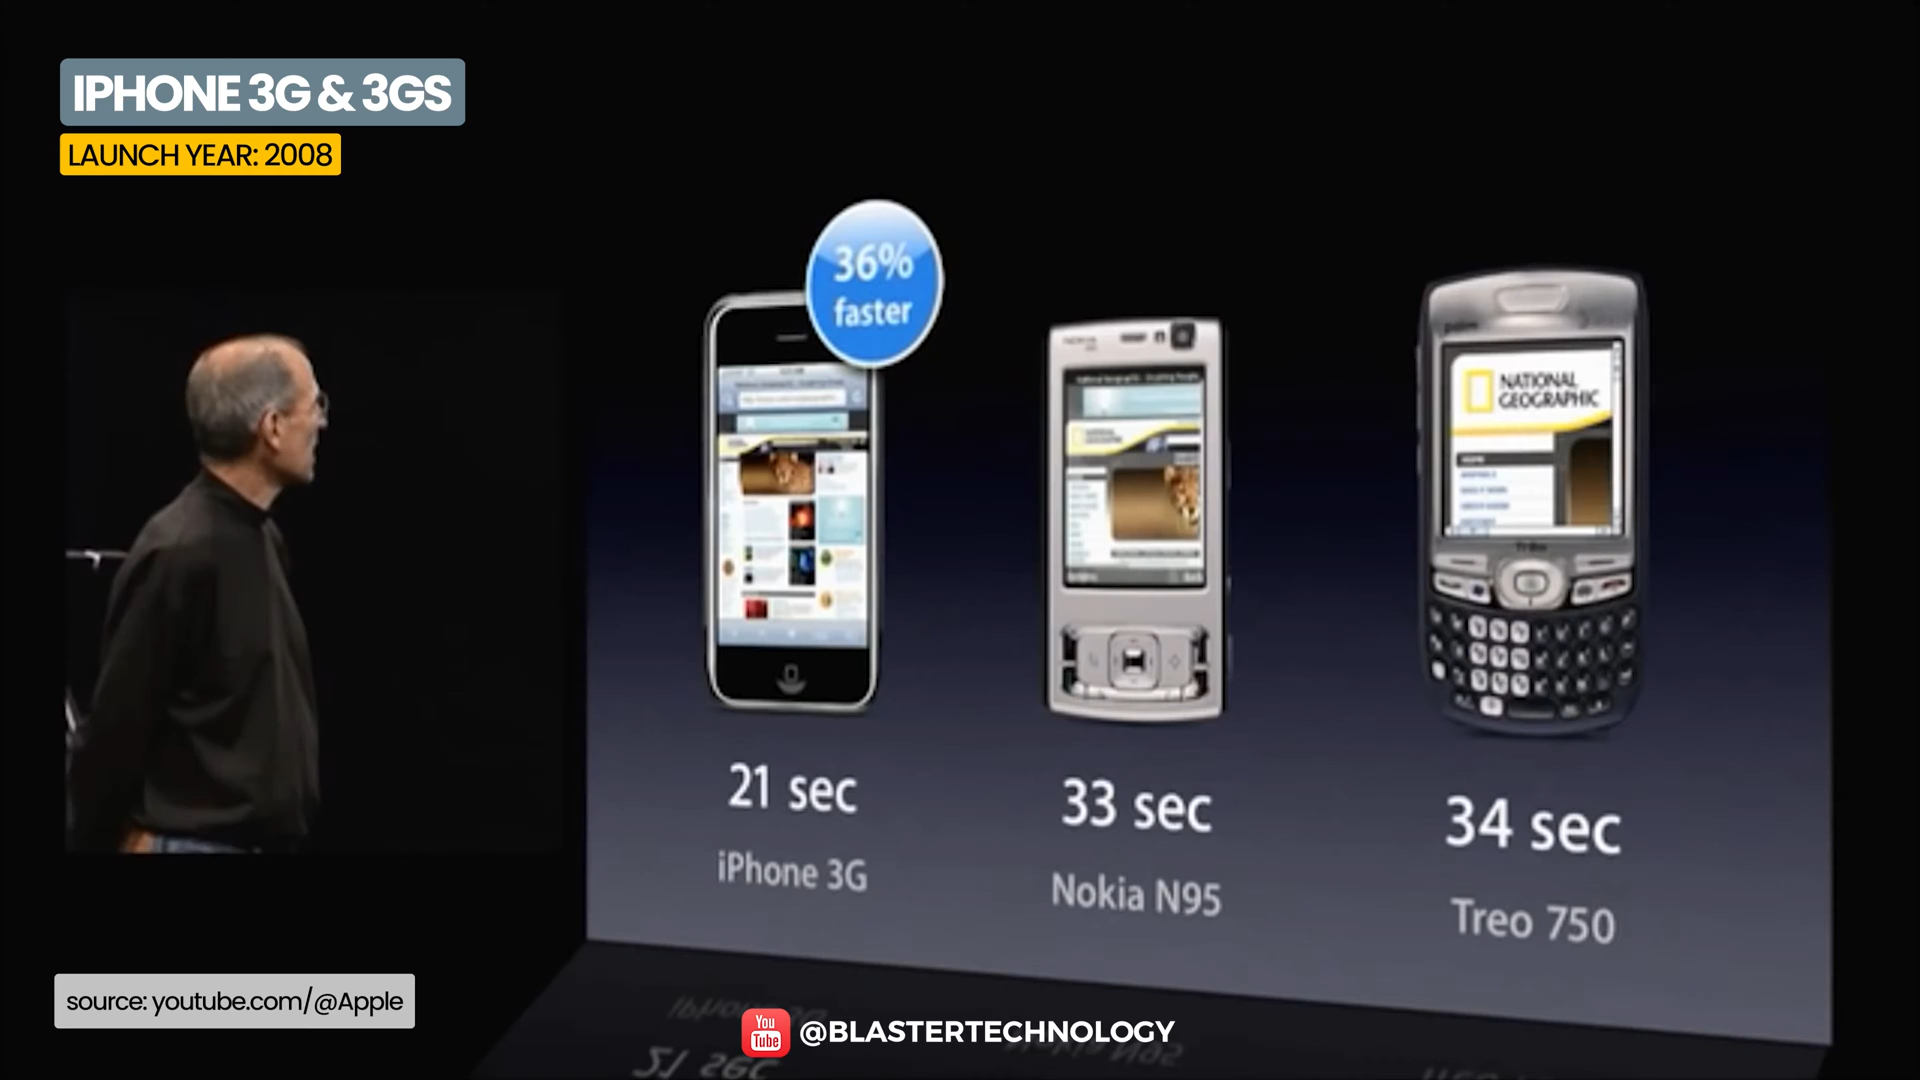 IPHONE 3G & 3GS
LAUNCH YEAR: 2008
36%
faster
NATIONAL
GEOGRAPHIC
21 sec
33 sec
34 sec
iPhone 3G
Nokia N95
Treo 750
source: youtube.com/@Apple
You
Tube
@BLASTERTECHNOLOGY